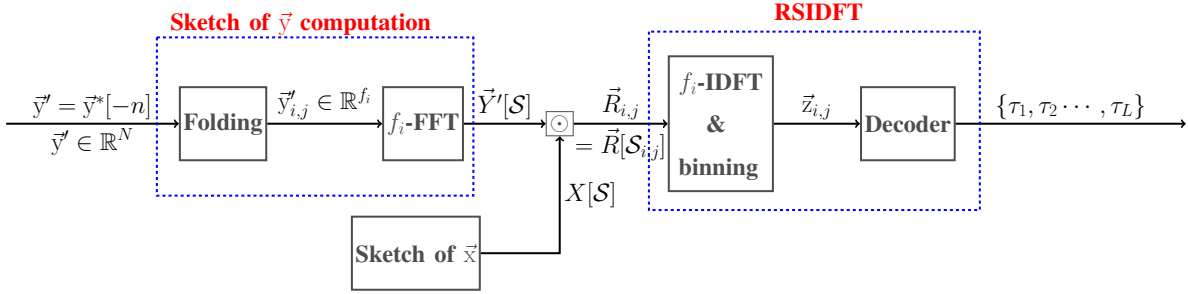 Sketch of y⃗ computation
RSIDFT
y⃗′ = y⃗*[−n]
y⃗′ ∈ ℝ^N
Folding
y⃗′_{i,j} ∈ ℝ^{f_i}
f_i-FFT
Y⃗′[𝒮]
⊙
R⃗_{i,j}
= R⃗[𝒮_{i,j}]
f_i-IDFT
&
binning
z⃗_{i,j}
Decoder
{τ_1, τ_2 ⋯ , τ_L}
X[𝒮]
Sketch of x⃗